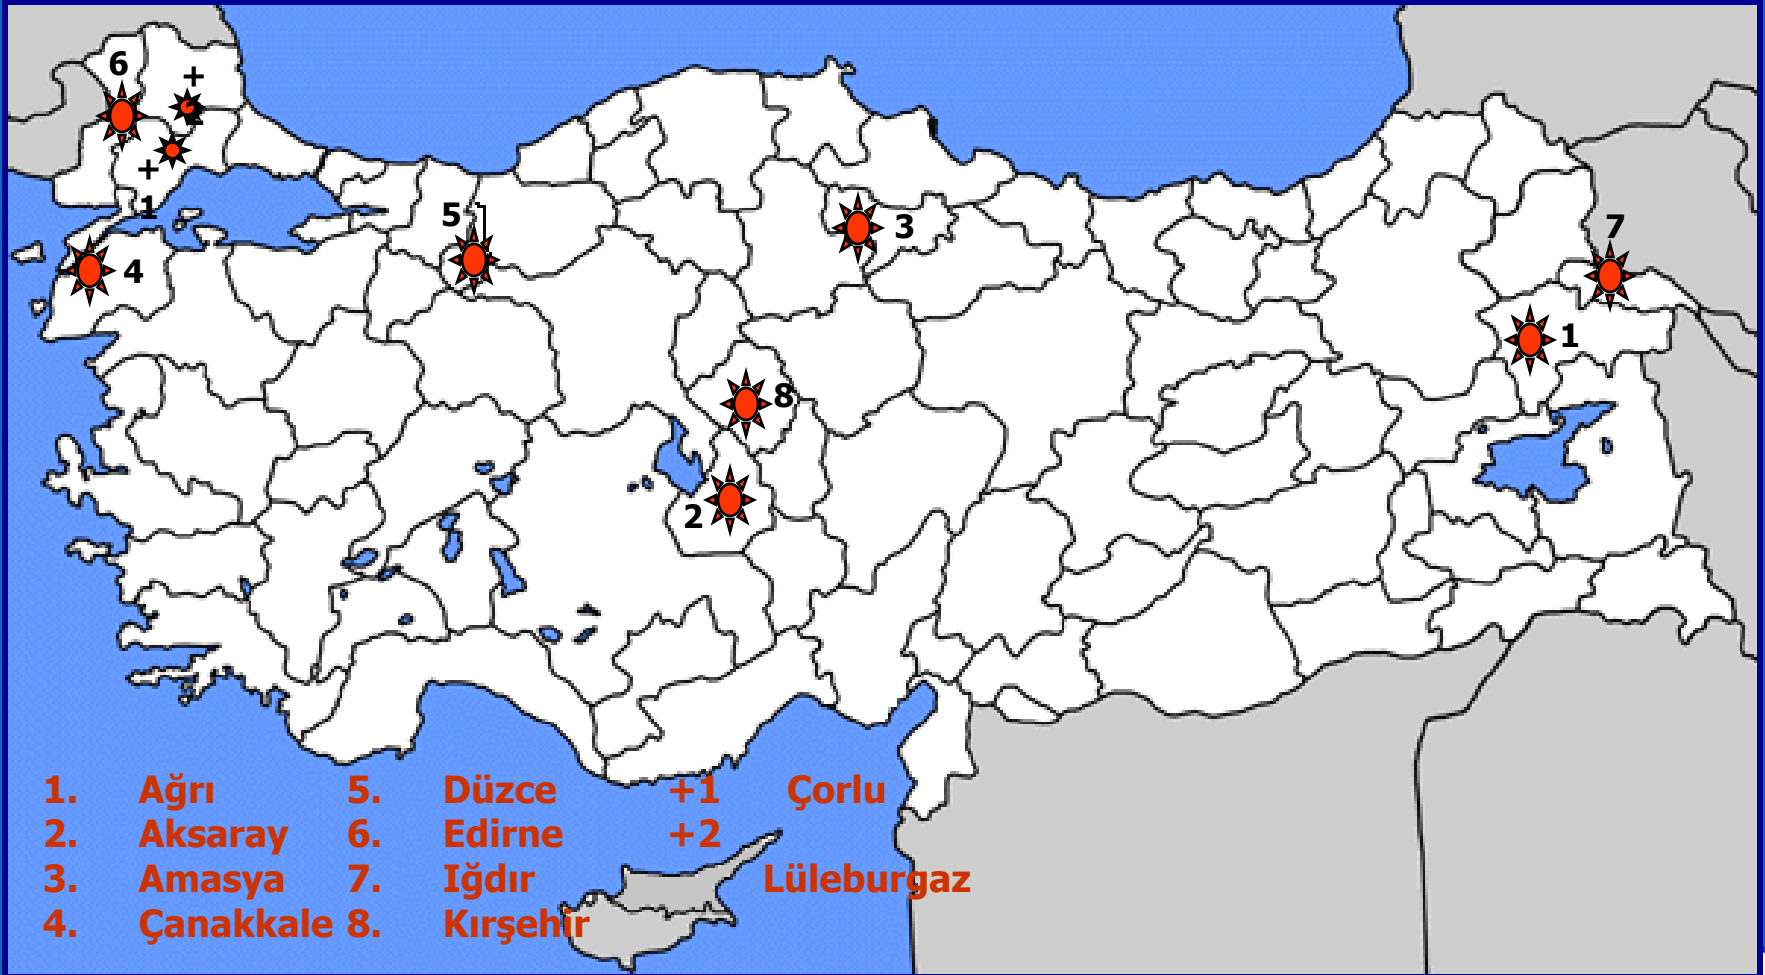 6
+
+
1
5
3
7
4
1
8
2
1. Ağrı 5. Düzce +1 Çorlu
2. Aksaray 6. Edirne +2
3. Amasya 7. Iğdır Lüleburgaz
4. Çanakkale 8. Kırşehir